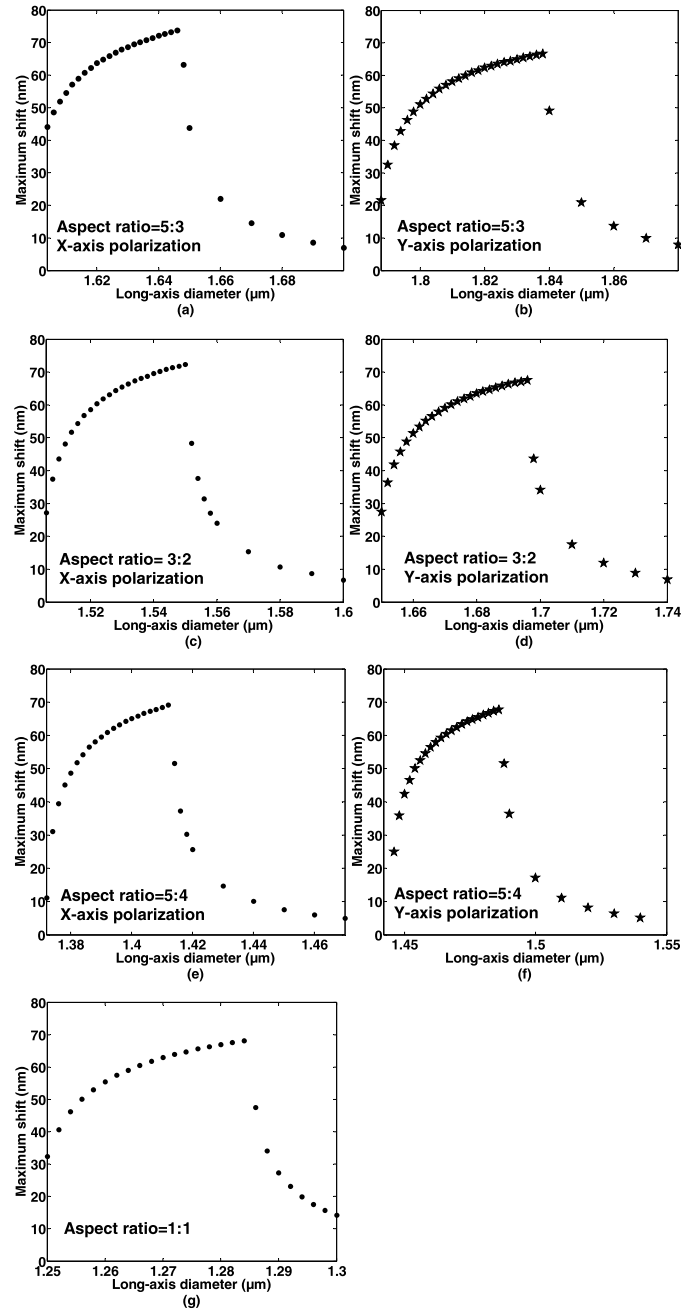 80
70
60
50
40
30
20
10
0
Maximum shift (nm)
Aspect ratio=5:3
X-axis polarization
1.62 1.64 1.66 1.68
Long-axis diameter (µm)
(a)
80
70
60
50
40
30
20
10
0
Maximum shift (nm)
Aspect ratio=5:3
Y-axis polarization
1.8 1.82 1.84 1.86
Long-axis diameter (µm)
(b)
80
70
60
50
40
30
20
10
0
Maximum shift (nm)
Aspect ratio= 3:2
X-axis polarization
1.52 1.54 1.56 1.58 1.6
Long-axis diameter (µm)
(c)
80
70
60
50
40
30
20
10
0
Maximum shift (nm)
Aspect ratio= 3:2
Y-axis polarization
1.66 1.68 1.7 1.72 1.74
Long-axis diameter (µm)
(d)
80
70
60
50
40
30
20
10
0
Maximum shift (nm)
Aspect ratio=5:4
X-axis polarization
1.38 1.4 1.42 1.44 1.46
Long-axis diameter (µm)
(e)
80
70
60
50
40
30
20
10
0
Maximum shift (nm)
Aspect ratio=5:4
Y-axis polarization
1.45 1.5 1.55
Long-axis diameter (µm)
(f)
80
70
60
50
40
30
20
10
0
Maximum shift (nm)
Aspect ratio=1:1
1.25 1.26 1.27 1.28 1.29 1.3
Long-axis diameter (µm)
(g)